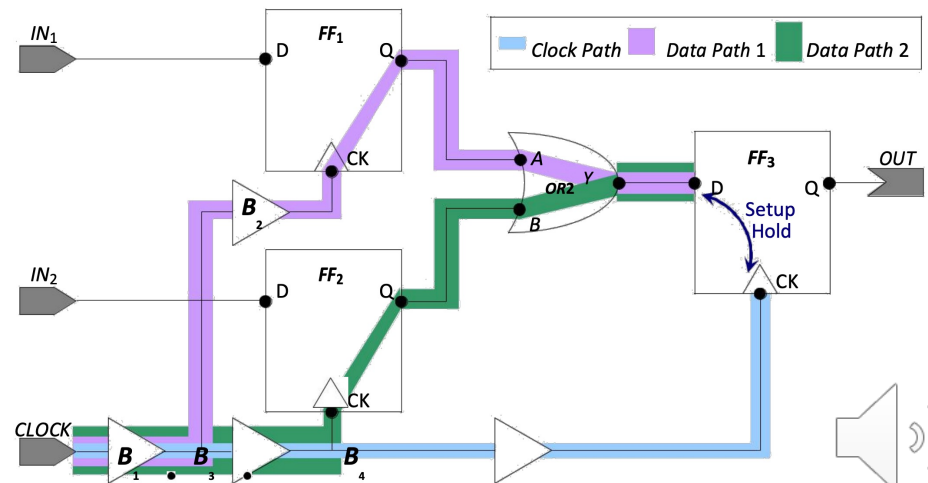 IN1
D
FF1
Q
CK
Clock Path
Data Path 1
Data Path 2
B2
A
Y
OR2
B
FF3
D
Q
OUT
Setup
Hold
CK
IN2
D
FF2
Q
CK
CLOCK
B1
B3
B4